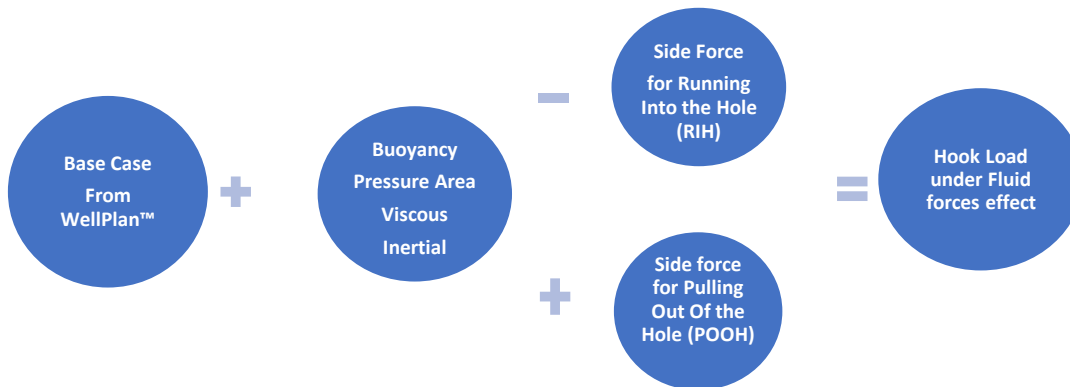 Base Case
From
WellPlan™
+
Buoyancy
Pressure Area
Viscous
Inertial
−
Side Force
for Running
Into the Hole
(RIH)
+
Side force
for Pulling
Out Of the
Hole (POOH)
=
Hook Load
under Fluid
forces effect